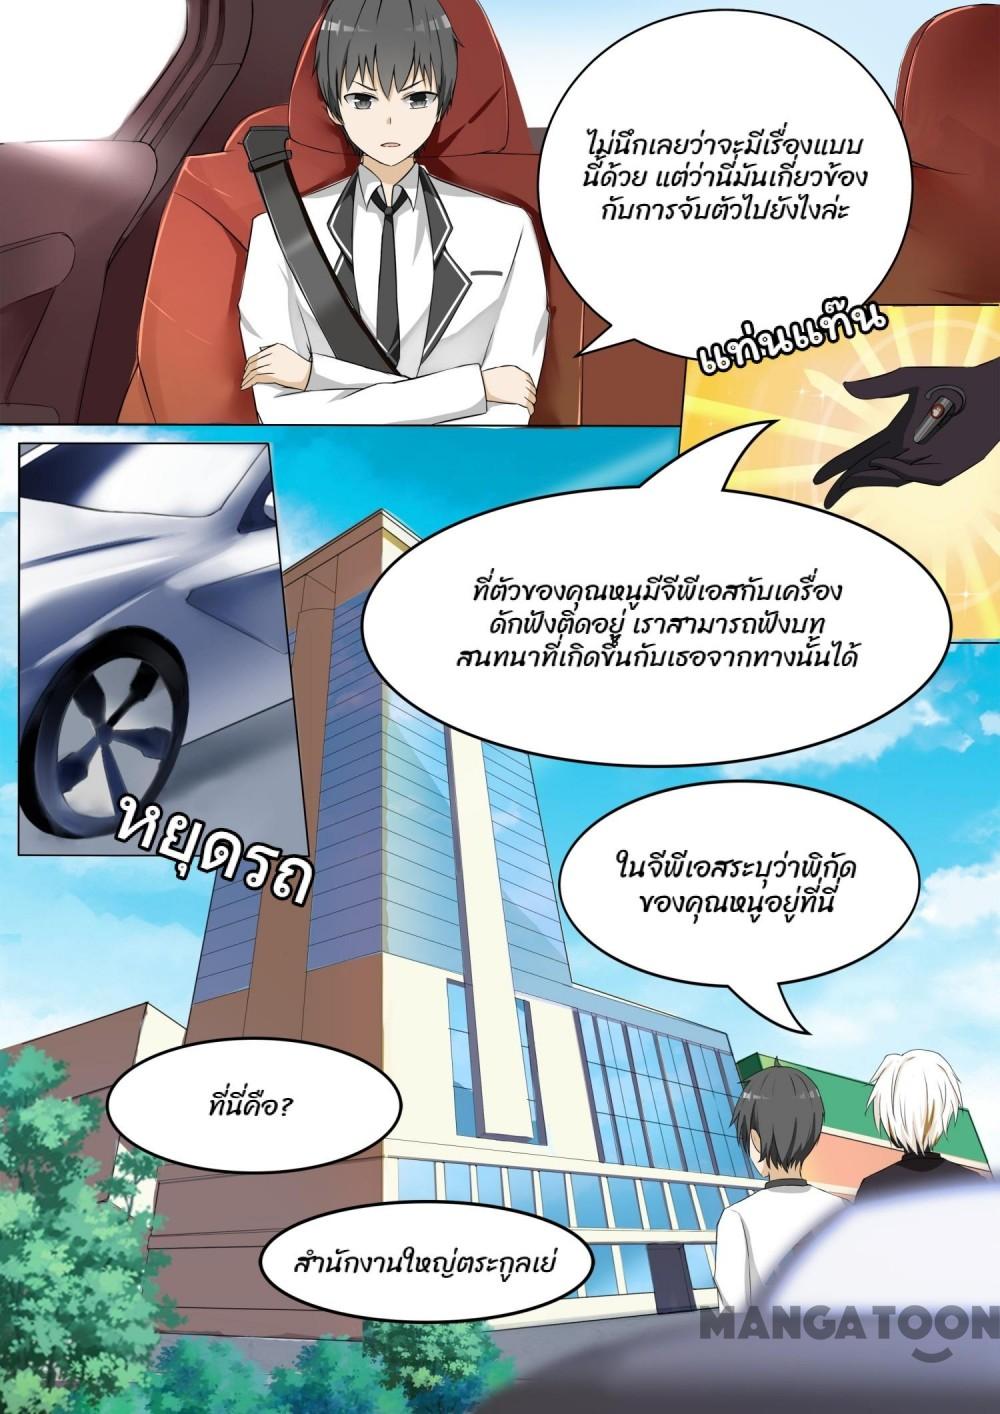 ไม่นึกเลยว่าจะมีเรื่องแบบ
นี้ด้วย แต่ว่านี่มันเกี่ยวข้อง
กับการจับตัวไปยังไงล่ะ
แท่นแท๊น
ที่ตัวของคุณหนูมีจีพีเอสกับเครื่อง
ดักฟังติดอยู่ เราสามารถฟังบท
สนทนาที่เกิดขึ้นกับเธอจากทางนั้นได้
หยุดรถ
ในจีพีเอสระบุว่าพิกัด
ของคุณหนูอยู่ที่นี่
ที่นี่คือ?
สำนักงานใหญ่ตระกูลเย่
MANGATOON